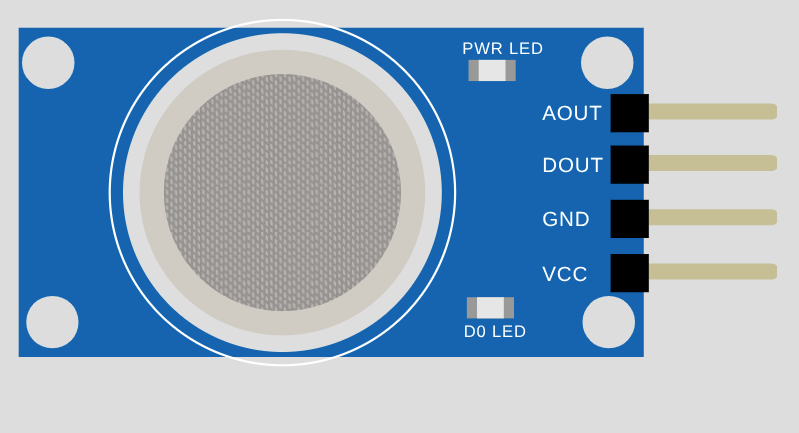 PWR LED
AOUT
DOUT
GND
VCC
D0 LED